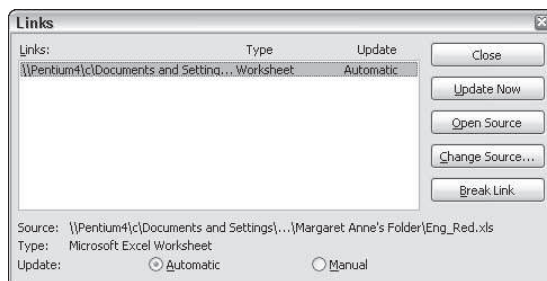 Links
Links: Type Update
\\Pentium4\c\Documents and Setting... Worksheet Automatic
Close
Update Now
Open Source
Change Source...
Break Link
Source: \\Pentium4\c\Documents and Settings\...\Margaret Anne's Folder\Eng_Red.xls
Type: Microsoft Excel Worksheet
Update: Automatic Manual